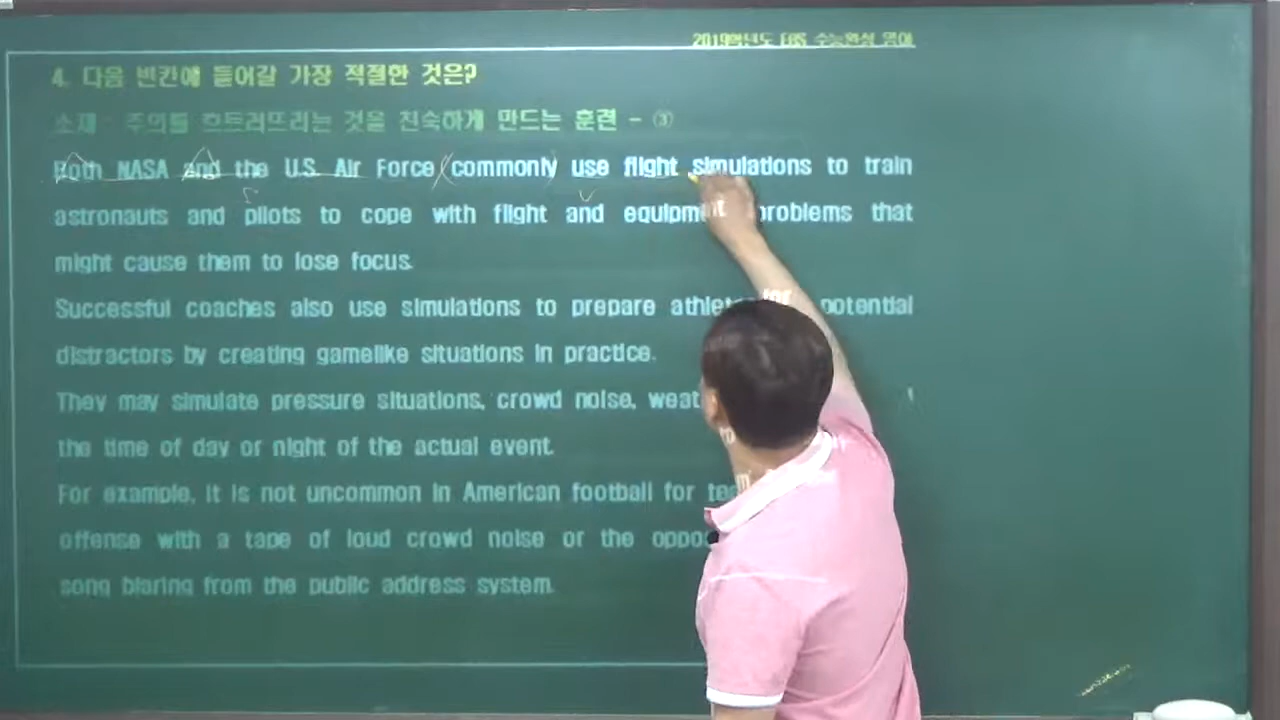 2019학년도 EBS 수능완성 영어
4. 다음 빈칸에 들어갈 가장 적절한 것은?
소재 : 주의를 흐트러뜨리는 것을 친숙하게 만드는 훈련 - ③
Both NASA and the U.S. Air Force commonly use flight simulations to train
astronauts and pilots to cope with flight and equipment problems that
might cause them to lose focus.
Successful coaches also use simulations to prepare for potential
distractors by creating gamelike situations in practice.
They may simulate pressure situations, crowd noise,
the time of day or night of the actual event.
For example, it is not uncommon in American football for
offense with a tape of loud crowd noise or the
song blaring from the public address system.